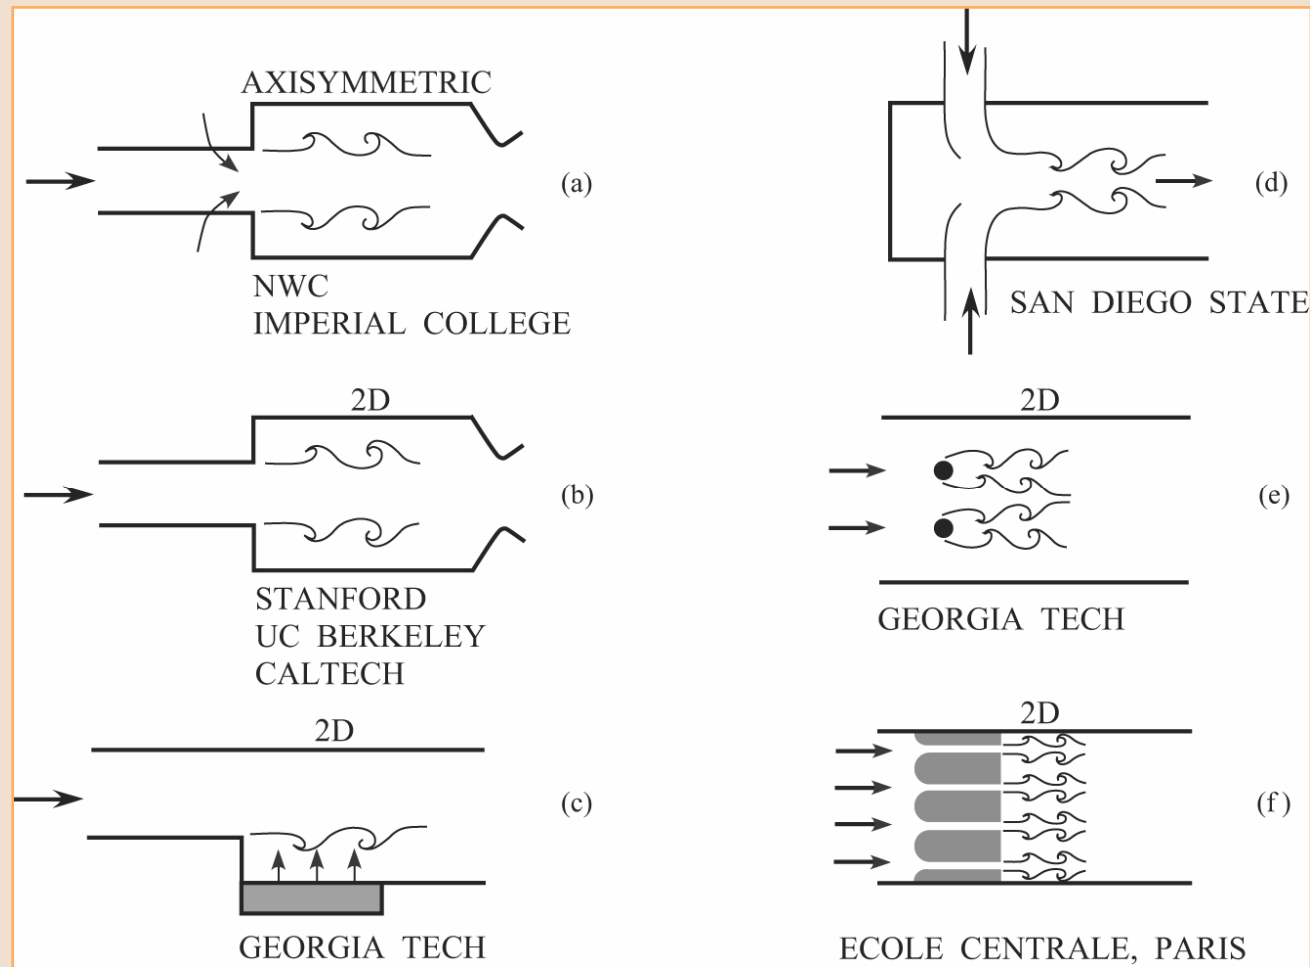 AXISYMMETRIC
(a)
NWC
IMPERIAL COLLEGE
2D
(b)
STANFORD
UC BERKELEY
CALTECH
2D
(c)
GEORGIA TECH
(d)
SAN DIEGO STATE
2D
(e)
GEORGIA TECH
2D
(f)
ECOLE CENTRALE, PARIS